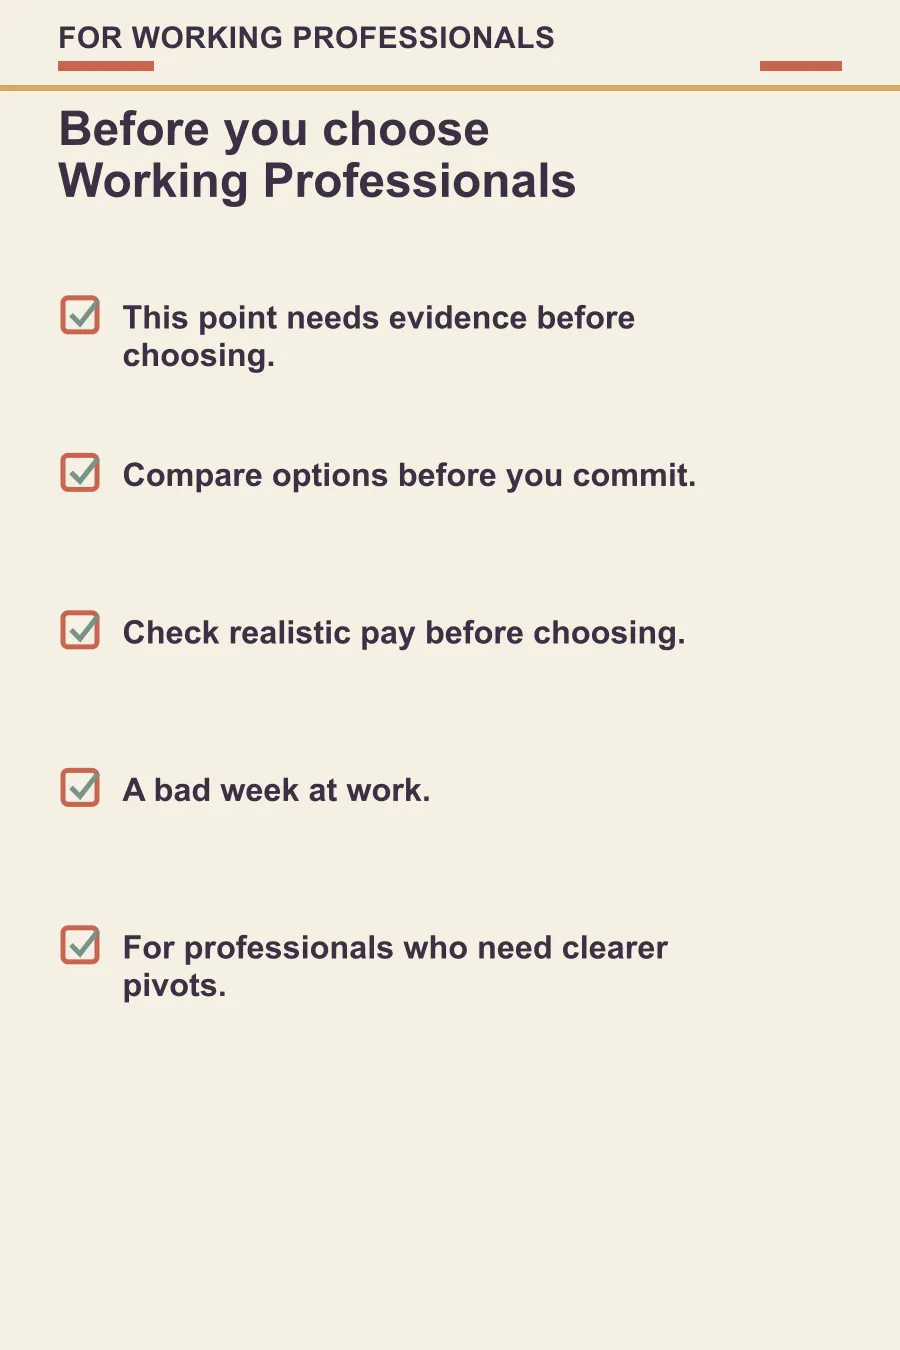 FOR WORKING PROFESSIONALS
Before you choose
Working Professionals
This point needs evidence before
choosing.
Compare options before you commit.
Check realistic pay before choosing.
A bad week at work.
For professionals who need clearer
pivots.